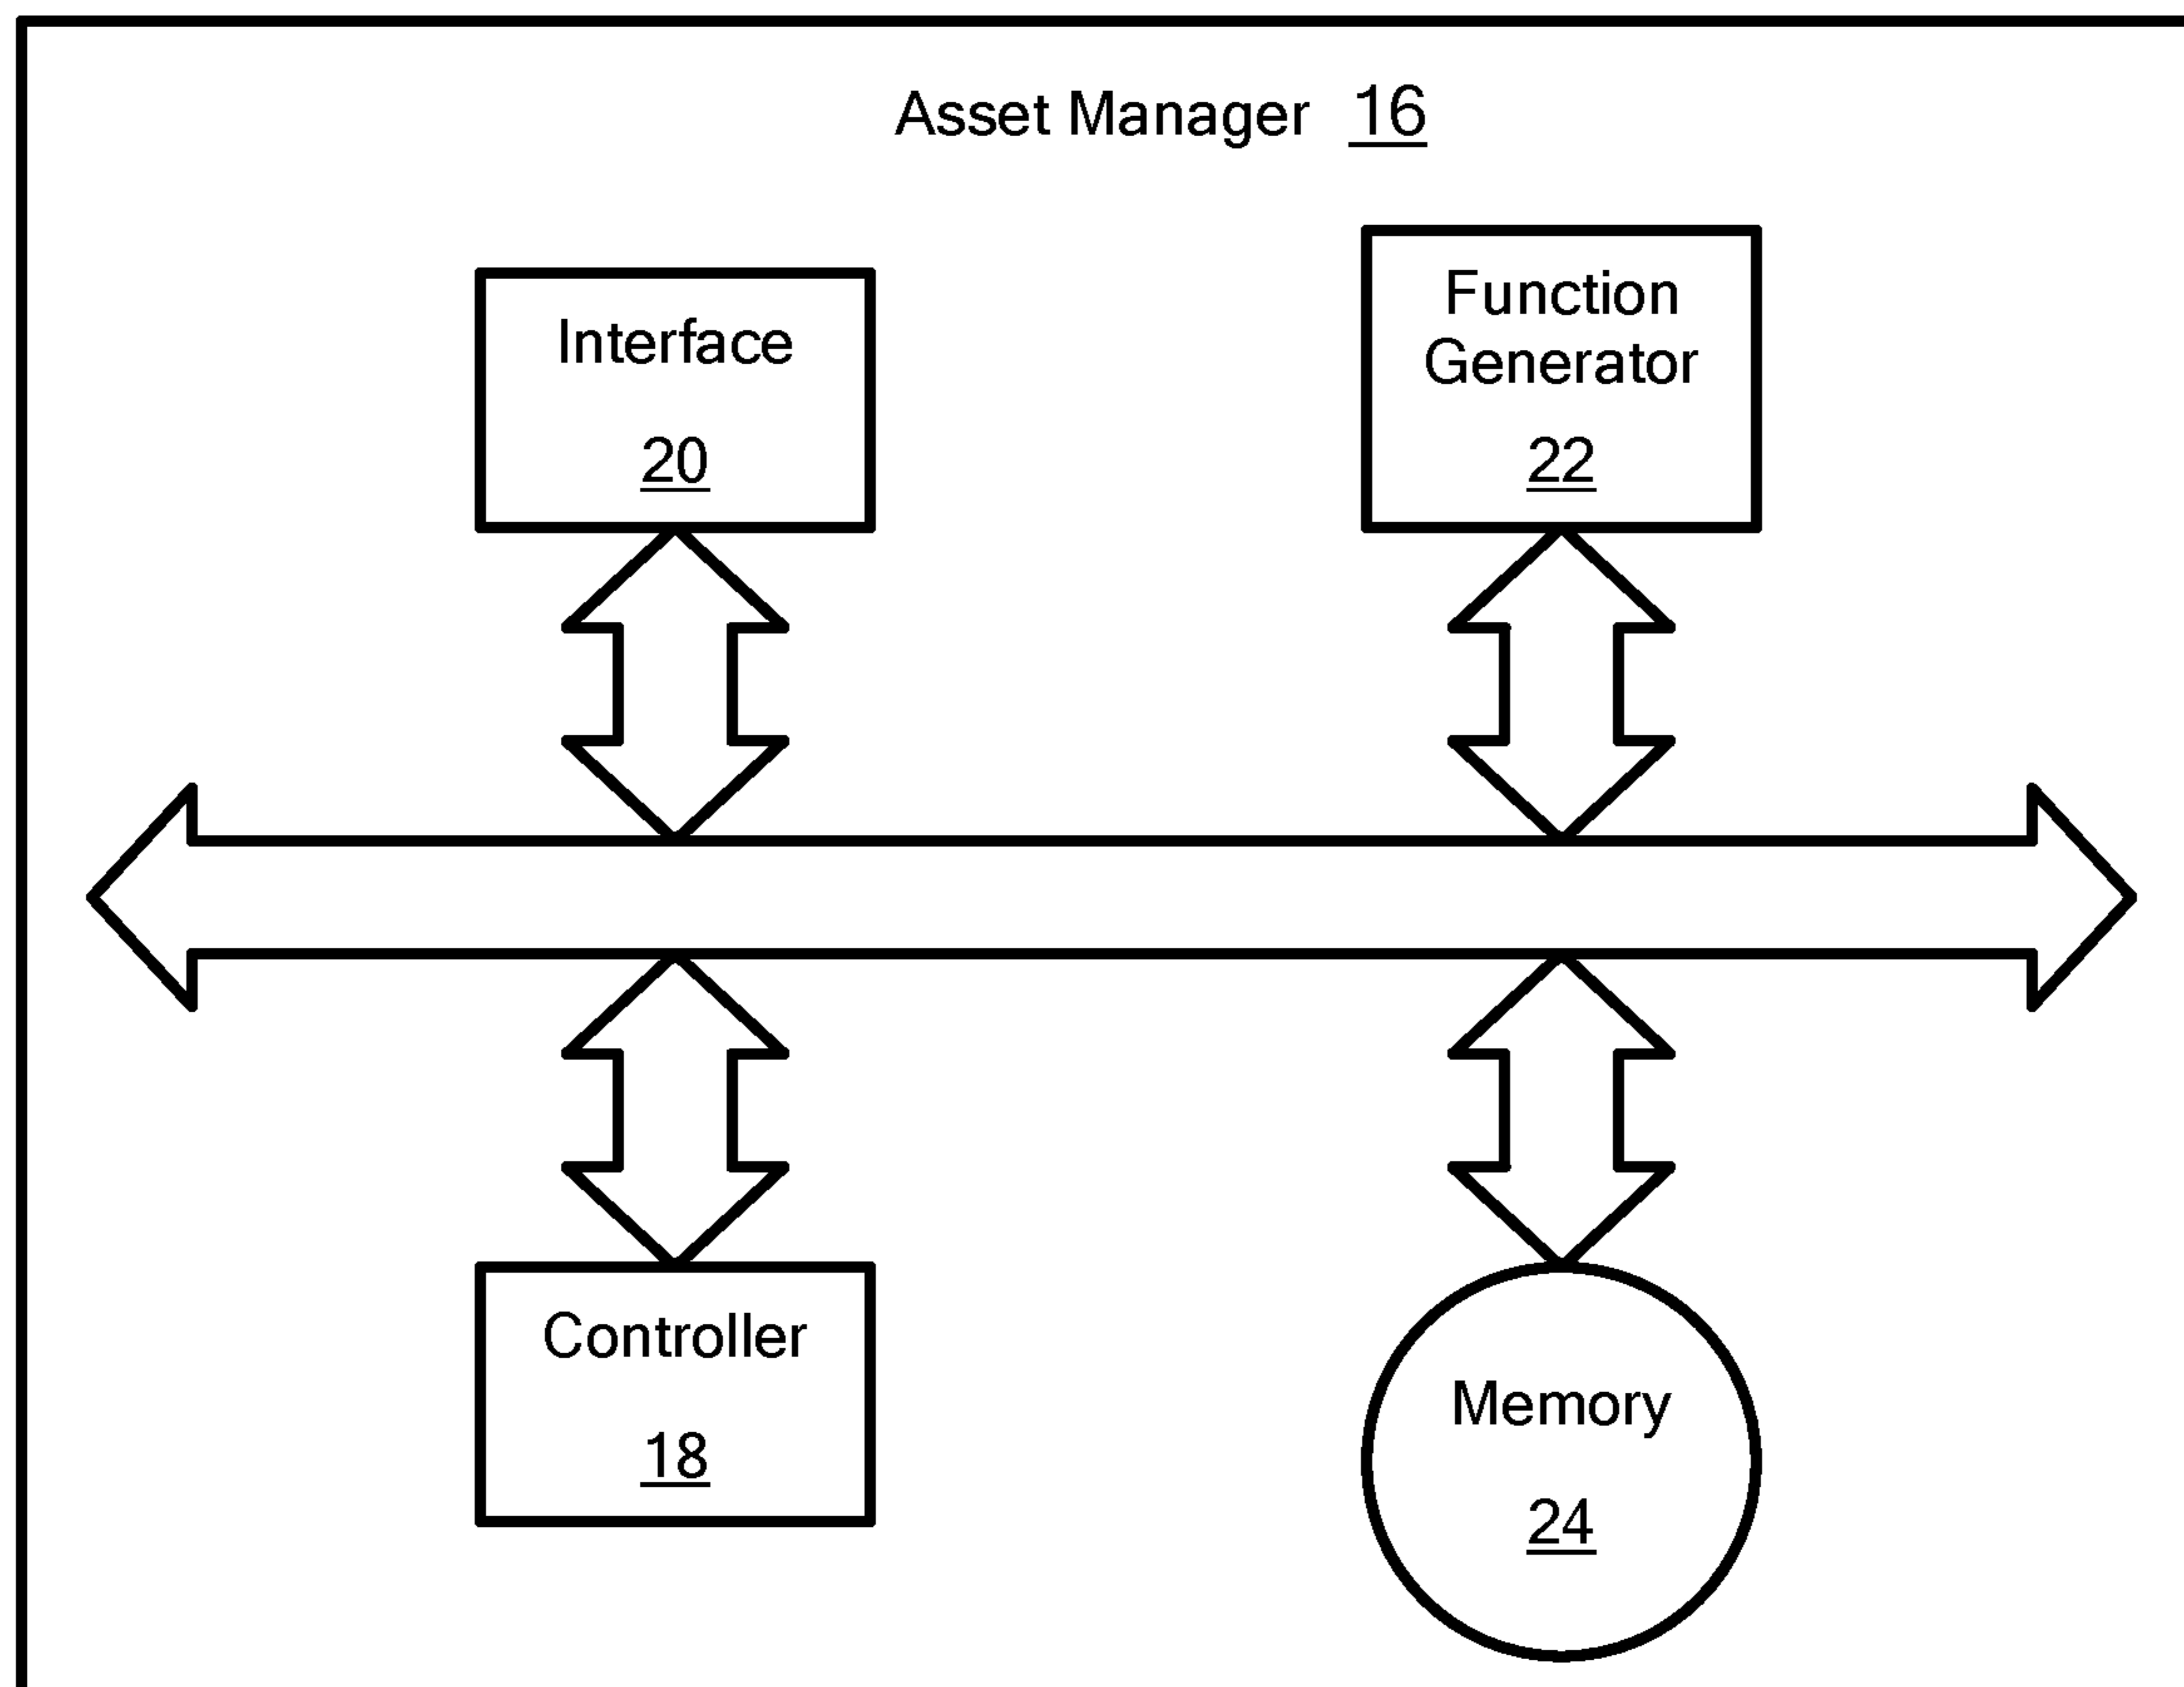 Asset Manager 16
Interface
20
Function
Generator
22
Controller
18
Memory
24